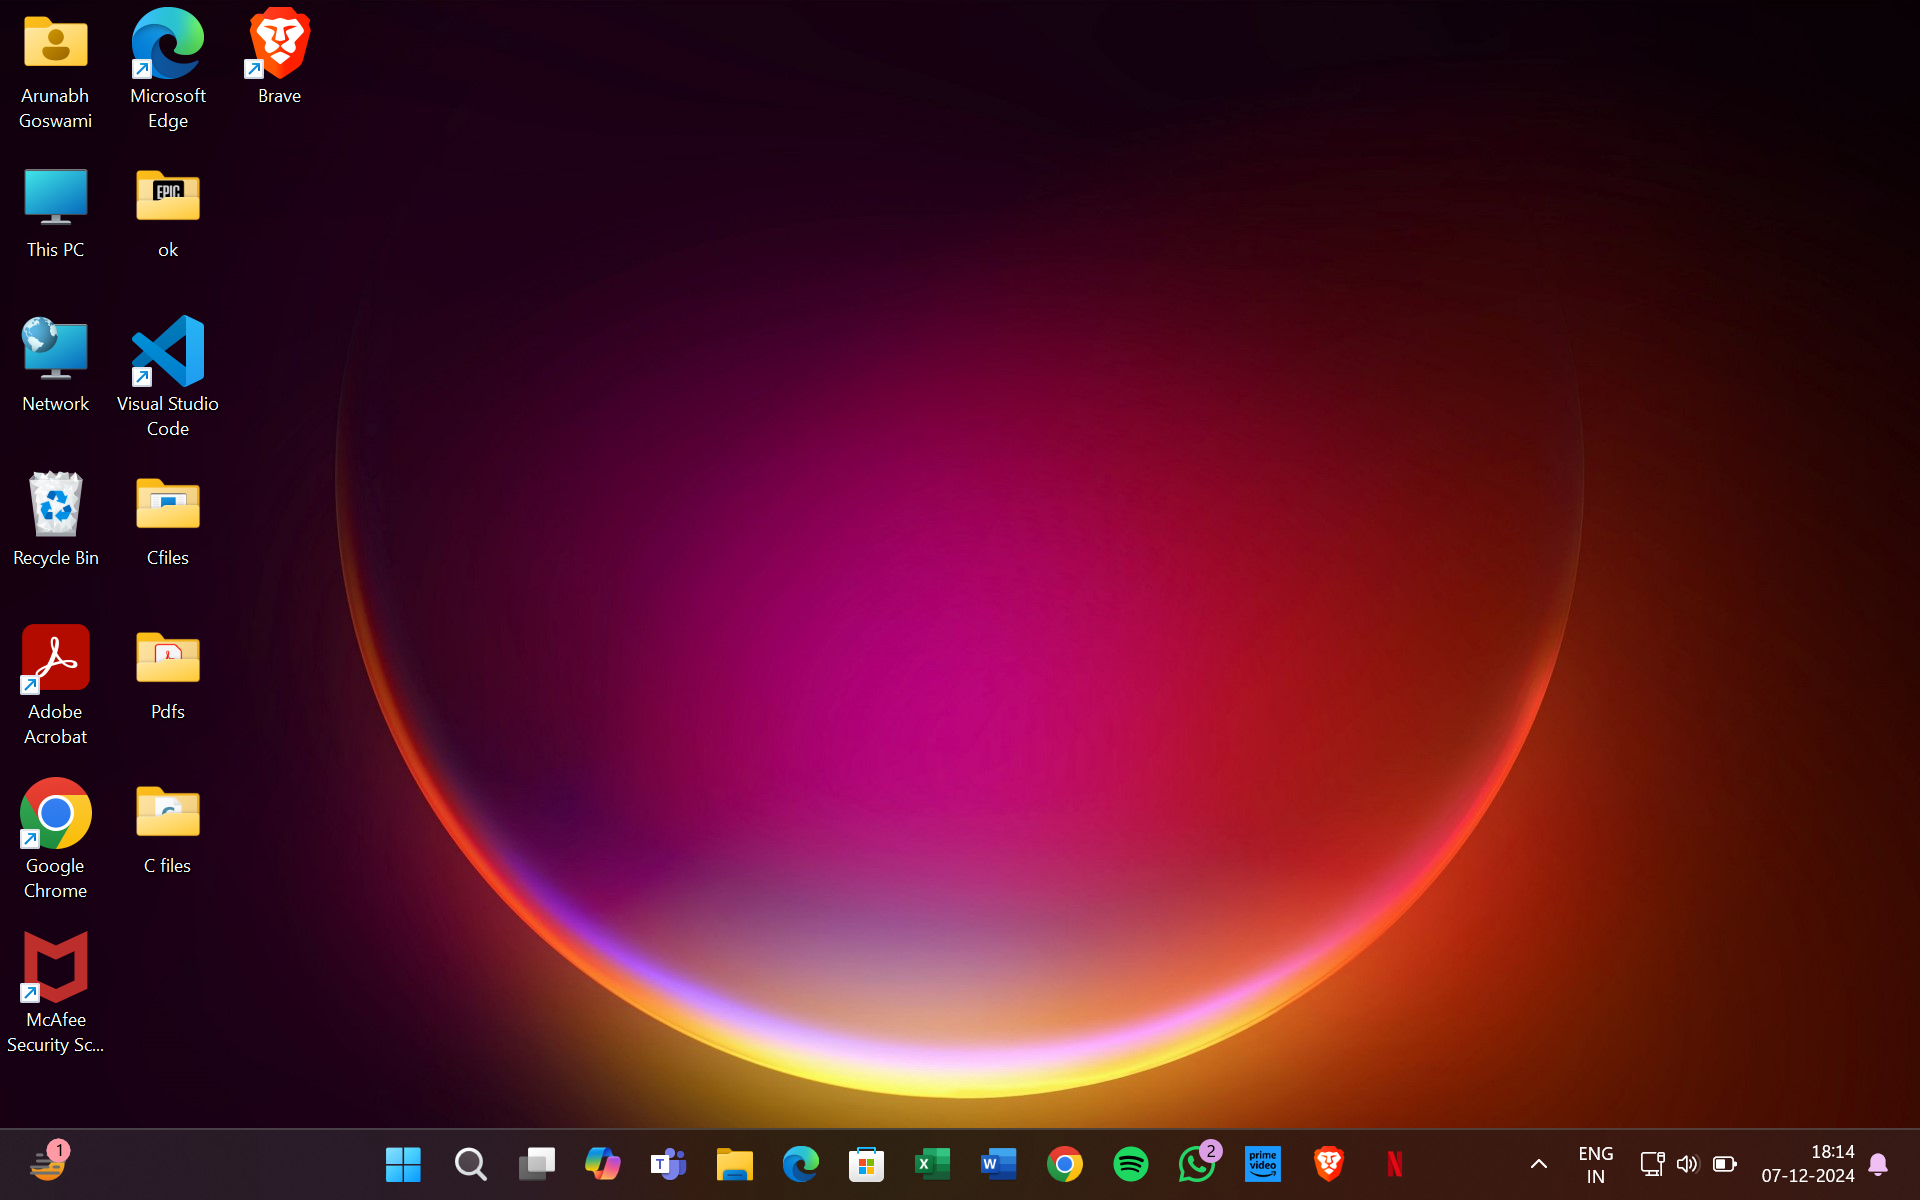 Arunabh
Goswami
Microsoft
Edge
Brave
This PC
EPIC
ok
Network
Visual Studio
Code
Recycle Bin
Cfiles
Adobe
Acrobat
Pdfs
Google
Chrome
C files
McAfee
Security Sc...
1
T
X
W
2
prime
video
N
ENG
IN
18:14
07-12-2024